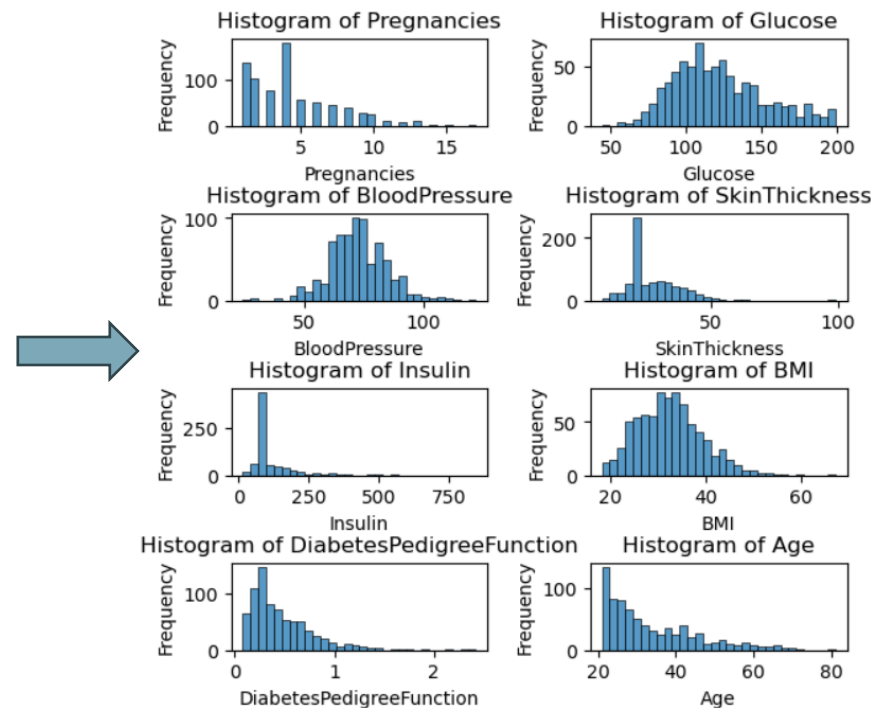 Histogram of Pregnancies
Frequency
100
0
5 10 15
Pregnancies
Histogram of Glucose
Frequency
50
0
50 100 150 200
Glucose
Histogram of BloodPressure
Frequency
100
0
50 100
BloodPressure
Histogram of SkinThickness
Frequency
200
0
50 100
SkinThickness
Histogram of Insulin
Frequency
250
0
0 250 500 750
Insulin
Histogram of BMI
Frequency
50
0
20 40 60
BMI
Histogram of DiabetesPedigreeFunction
Frequency
100
0
0 1 2
DiabetesPedigreeFunction
Histogram of Age
Frequency
100
0
20 40 60 80
Age